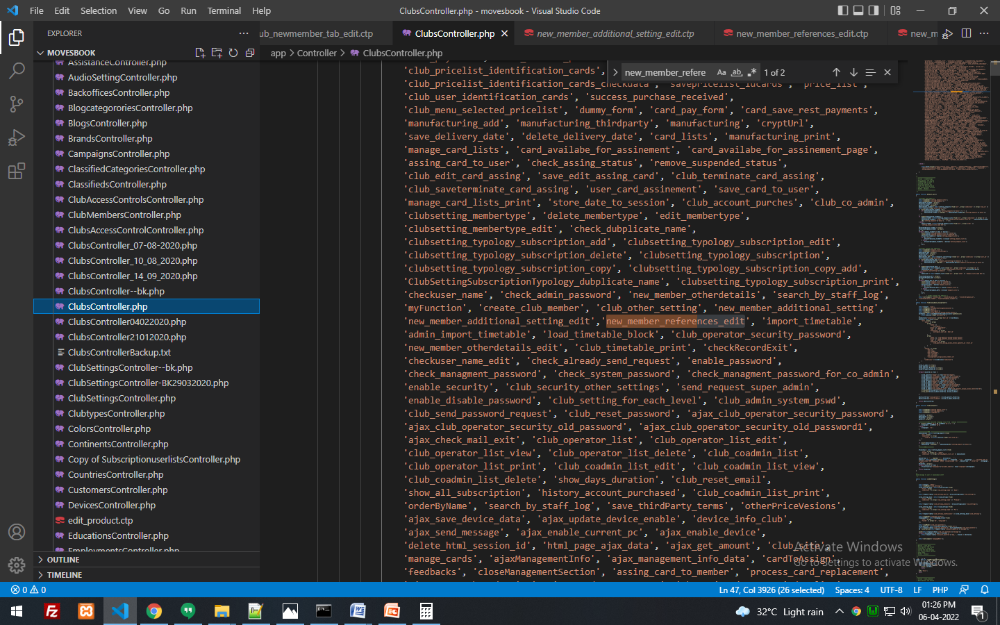 File Edit Selection View Go Run Terminal Help ClubsController.php - movesbook - Visual Studio Code
EXPLORER
ub_newmember_tab_edit.ctp ClubsController.php new_member_additional_setting_edit.ctp new_member_references_edit.ctp new_m
MOVESBOOK
app > Controller > ClubsController.php
new_member_refere Aa ab .* 1 of 2
AssistanceController.php
AudioSettingController.php
BackofficesController.php
BlogcategororiesController.php
BlogsController.php
BrandsController.php
CampaignsController.php
ClassifiedCategoriesController.php
ClassifiedsController.php
ClubAccessControlsController.php
ClubMembersController.php
ClubsAccessControlController.php
ClubsController_07-08-2020.php
ClubsController_10_08_2020.php
ClubsController_14_09_2020.php
ClubsController--bk.php
ClubsController.php
ClubsController04022020.php
ClubsController21012020.php
ClubsControllerBackup.txt
ClubSettingsController--bk.php
ClubSettingsController-BK29032020.php
ClubSettingsController.php
ClubtypesController.php
ColorsController.php
ContinentsController.php
Copy of SubscriptionuserlistsController.php
CountriesController.php
CustomersController.php
DevicesController.php
edit_product.ctp
EducationsController.php
EmploymentsController.php
OUTLINE
TIMELINE
'club_pricelist_identification_cards',
'club_pricelist_identification_cards_checkdata', 'savepricelist_idcards', 'price_list',
'club_user_identification_cards', 'success_purchase_received',
'club_menu_selected_pricelist', 'dummy_form', 'card_pay_form', 'card_save_rest_payments',
'manufacturing_add', 'manufacturing_thirdparty', 'manufacturing', 'cryptUrl',
'save_delivery_date', 'delete_delivery_date', 'card_lists', 'manufacturing_print',
'manage_card_lists', 'card_availabe_for_assinement', 'card_availabe_for_assinement_page',
'assing_card_to_user', 'check_assing_status', 'remove_suspended_status',
'club_edit_card_assing', 'save_edit_assing_card', 'club_terminate_card_assing',
'club_saveterminate_card_assing', 'user_card_assinement', 'save_card_to_user',
'manage_card_lists_print', 'store_date_to_session', 'club_account_purches', 'club_co_admin',
'clubsetting_membertype', 'delete_membertype', 'edit_membertype',
'clubsetting_membertype_edit', 'check_dubplicate_name',
'clubsetting_typology_subscription_add', 'clubsetting_typology_subscription_edit',
'clubsetting_typology_subscription_delete', 'clubsetting_typology_subscription',
'clubsetting_typology_subscription_copy', 'clubsetting_typology_subscription_copy_add',
'ClubSettingSubscriptionTypology_dubplicate_name', 'clubsetting_typology_subscription_print',
'checkuser_name', 'check_admin_password', 'new_member_otherdetails', 'search_by_staff_log',
'myFunction', 'create_club_member', 'club_other_setting', 'new_member_additional_setting',
'new_member_additional_setting_edit','new_member_references_edit', 'import_timetable',
'admin_import_timetable', 'load_timetable_block', 'club_operator_security_password',
'new_member_otherdetails_edit', 'club_timetable_print', 'checkRecordExit',
'checkuser_name_edit', 'check_already_send_request', 'enable_password',
'check_managment_password', 'check_system_password', 'check_managment_password_for_co_admin',
'enable_security', 'club_security_other_settings', 'send_request_super_admin',
'enable_disable_password', 'club_setting_for_each_level', 'club_admin_system_pswd',
'club_send_password_request', 'club_reset_password', 'ajax_club_operator_security_password',
'ajax_club_operator_security_old_password', 'ajax_club_operator_security_old_password1',
'ajax_check_mail_exit', 'club_operator_list', 'club_operator_list_edit',
'club_operator_list_view', 'club_operator_list_delete', 'club_coadmin_list',
'club_operator_list_print', 'club_coadmin_list_edit', 'club_coadmin_list_view',
'club_coadmin_list_delete', 'show_days_duration', 'club_reset_email',
'show_all_subscription', 'history_account_purchased', 'club_coadmin_list_print',
'orderByName', 'search_by_staff_log', 'save_thirdParty_terms', 'otherPriceVesions',
'ajax_save_device_data', 'ajax_update_device_enable', 'device_info_club',
'ajax_send_message', 'ajax_enable_current_pc', 'ajax_enable_device',
'delete_html_session_id', 'html_page_ajax_data', 'ajax_get_amount', 'club_site',
'manage_cards', 'ajaxManagementInfo', 'ajax_management_info_data', 'cardToAssign',
'feedbacks', 'closeManagementSection', 'assing_card_to_member', 'process_card_replacement',
Activate Windows
Go to Settings to activate Windows.
0 0 Ln 47, Col 3926 (26 selected) Spaces: 4 UTF-8 LF PHP
32°C Light rain 01:26 PM
06-04-2022 1